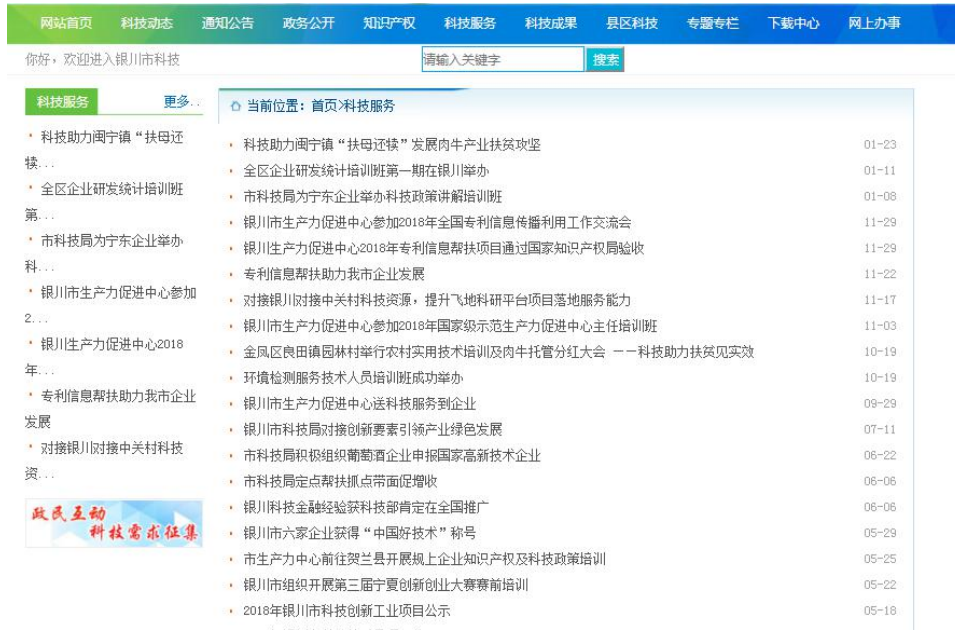 网站首页 科技动态 通知公告 政务公开 知识产权 科技服务 科技成果 县区科技 专题专栏 下载中心 网上办事
你好，欢迎进入银川市科技 请输入关键字 搜索
科技服务 更多..
科技助力闽宁镇“扶母还
犊...
全区企业研发统计培训班
第...
市科技局为宁东企业举办
科...
银川市生产力促进中心参加
2...
银川生产力促进中心2018
年...
专利信息帮扶助力我市企业
发展
对接银川对接中关村科技
资...
政民互动
科技需求征集
当前位置：首页>科技服务
科技助力闽宁镇“扶母还犊”发展肉牛产业扶贫攻坚 01-23
全区企业研发统计培训班第一期在银川举办 01-11
市科技局为宁东企业举办科技政策讲解培训班 01-08
银川市生产力促进中心参加2018年全国专利信息传播利用工作交流会 11-29
银川生产力促进中心2018年专利信息帮扶项目通过国家知识产权局验收 11-29
专利信息帮扶助力我市企业发展 11-22
对接银川对接中关村科技资源，提升飞地科研平台项目落地服务能力 11-17
银川市生产力促进中心参加2018年国家级示范生产力促进中心主任培训班 11-03
金凤区良田镇园林村举行农村实用技术培训及肉牛托管分红大会 －－科技助力扶贫见实效 10-19
环境检测服务技术人员培训班成功举办 10-19
银川市生产力促进中心送科技服务到企业 09-29
银川市科技局对接创新要素引领产业绿色发展 07-11
市科技局积极组织葡萄酒企业申报国家高新技术企业 06-22
市科技局定点帮扶抓点带面促增收 06-06
银川科技金融经验获科技部肯定在全国推广 06-06
银川市六家企业获得“中国好技术”称号 05-29
市生产力中心前往贺兰县开展规上企业知识产权及科技政策培训 05-25
银川市组织开展第三届宁夏创新创业大赛赛前培训 05-22
2018年银川市科技创新工业项目公示 05-18